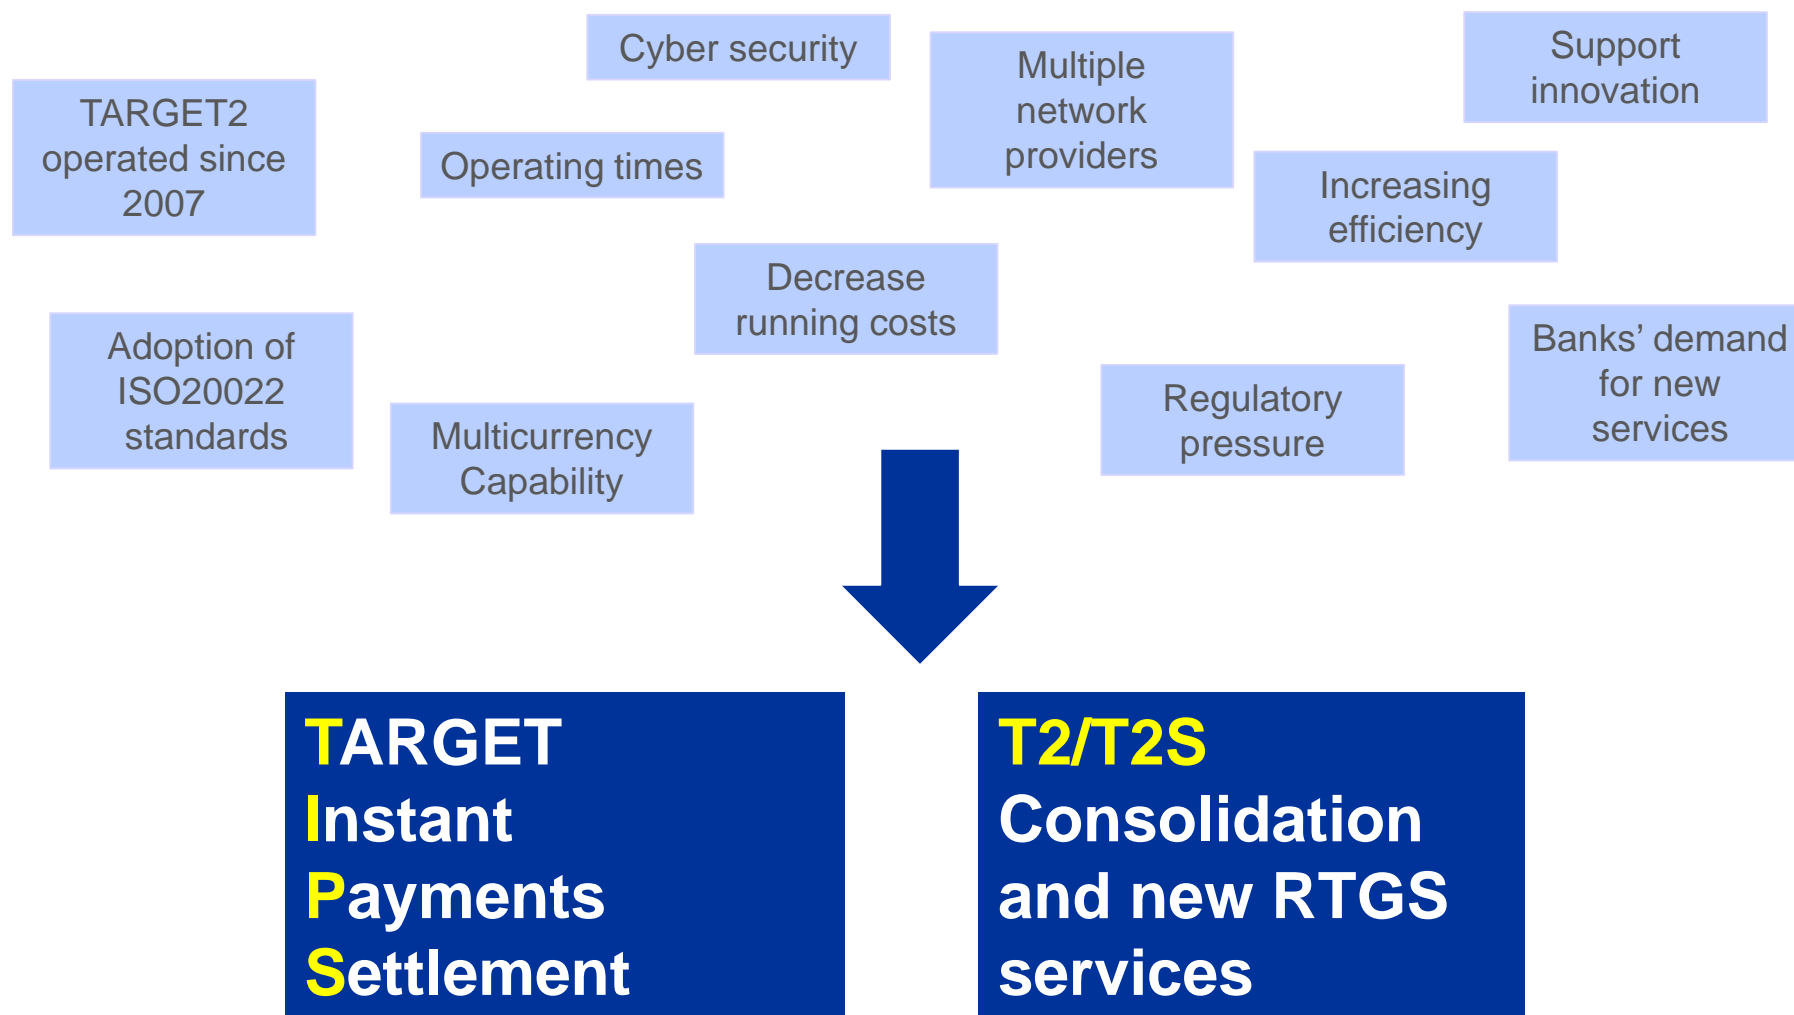 Cyber security
Multiple
network
providers
Support
innovation
TARGET2
operated since
2007
Operating times
Increasing
efficiency
Decrease
running costs
Adoption of
ISO20022
standards
Multicurrency
Capability
Regulatory
pressure
Banks’ demand
for new
services
TARGET
Instant
Payments
Settlement
T2/T2S
Consolidation
and new RTGS
services